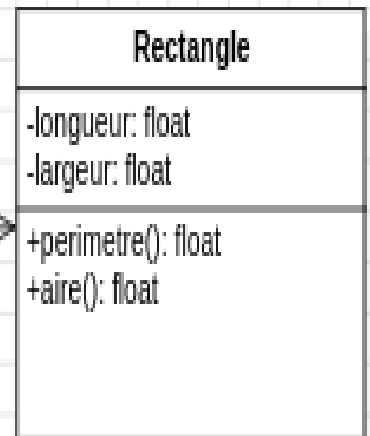 Rectangle
-longueur: float
-largeur: float
+perimetre(): float
+aire(): float